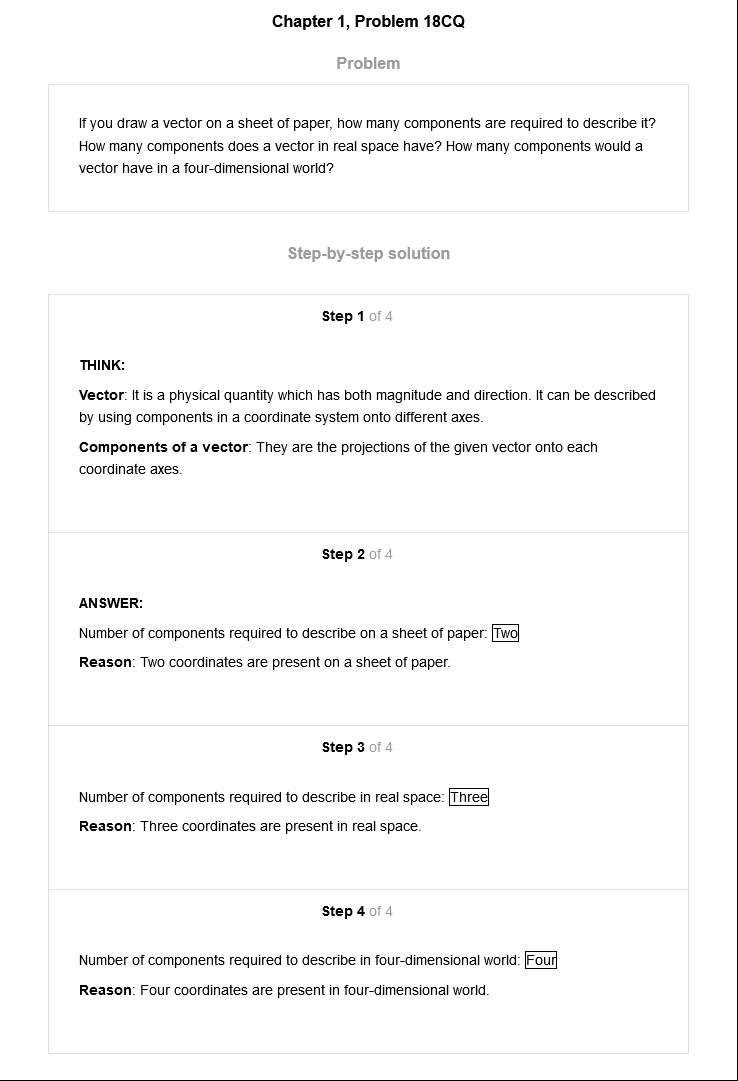 Chapter 1, Problem 18CQ
Problem
If you draw a vector on a sheet of paper, how many components are required to describe it?
How many components does a vector in real space have? How many components would a
vector have in a four-dimensional world?
Step-by-step solution
Step 1 of 4
THINK:
Vector: It is a physical quantity which has both magnitude and direction. It can be described
by using components in a coordinate system onto different axes.
Components of a vector: They are the projections of the given vector onto each
coordinate axes.
Step 2 of 4
ANSWER:
Number of components required to describe on a sheet of paper: Two
Reason: Two coordinates are present on a sheet of paper.
Step 3 of 4
Number of components required to describe in real space: Three
Reason: Three coordinates are present in real space.
Step 4 of 4
Number of components required to describe in four-dimensional world: Four
Reason: Four coordinates are present in four-dimensional world.